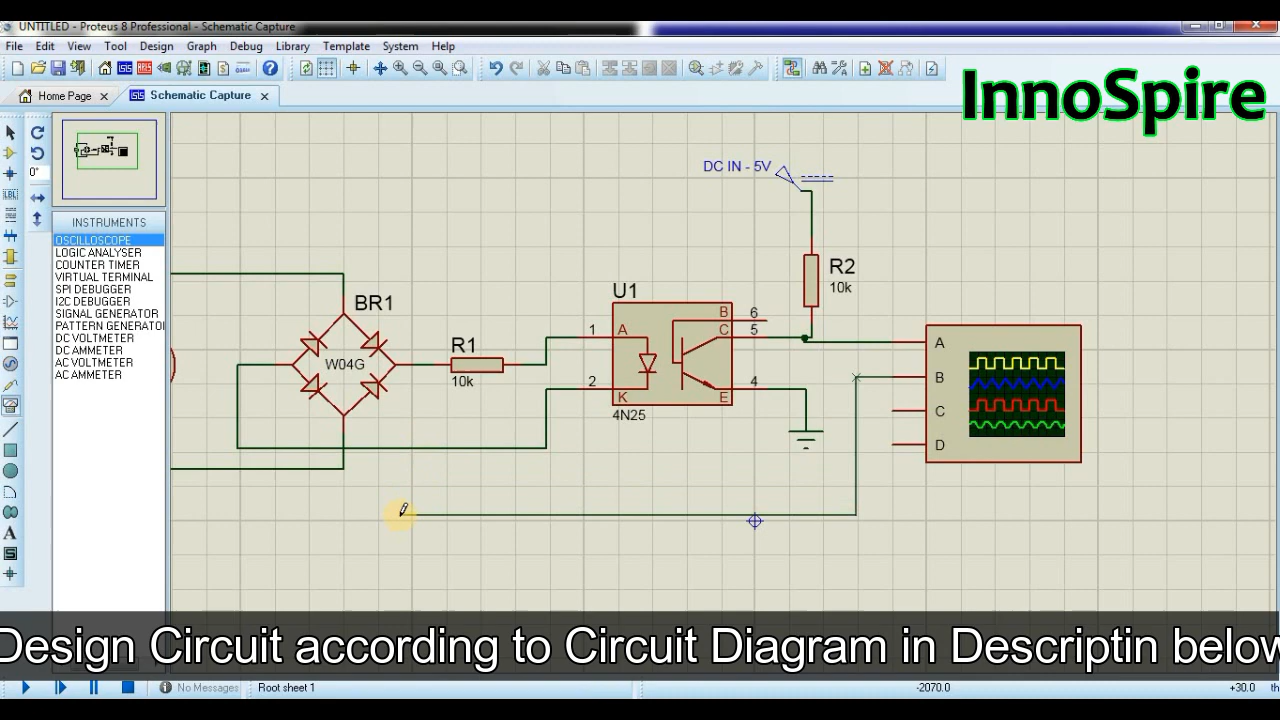 UNTITLED - Proteus 8 Professional - Schematic Capture
File Edit View Tool Design Graph Debug Library Template System Help
InnoSpire
Home Page
Schematic Capture
0°
LBL
INSTRUMENTS
OSCILLOSCOPE
LOGIC ANALYSER
COUNTER TIMER
VIRTUAL TERMINAL
SPI DEBUGGER
I2C DEBUGGER
SIGNAL GENERATOR
PATTERN GENERATOR
DC VOLTMETER
DC AMMETER
AC VOLTMETER
AC AMMETER
DC IN - 5V
R2
10k
BR1
W04G
R1
10k
U1
1
2
A
K
B
C
E
6
5
4
4N25
A
B
C
D
Design Circuit according to Circuit Diagram in Descriptin below
No Messages
Root sheet 1
-2070.0
+30.0
th